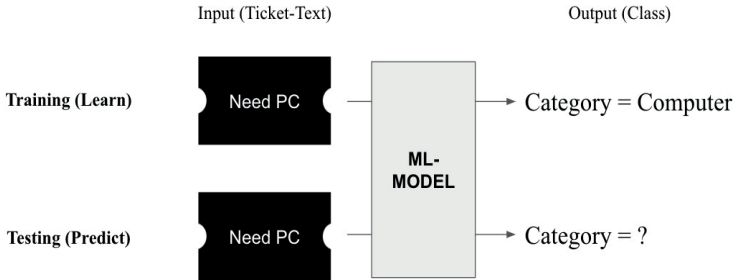 Input (Ticket-Text)
Output (Class)
Training (Learn)
Need PC
Category = Computer
ML-
MODEL
Testing (Predict)
Need PC
Category = ?